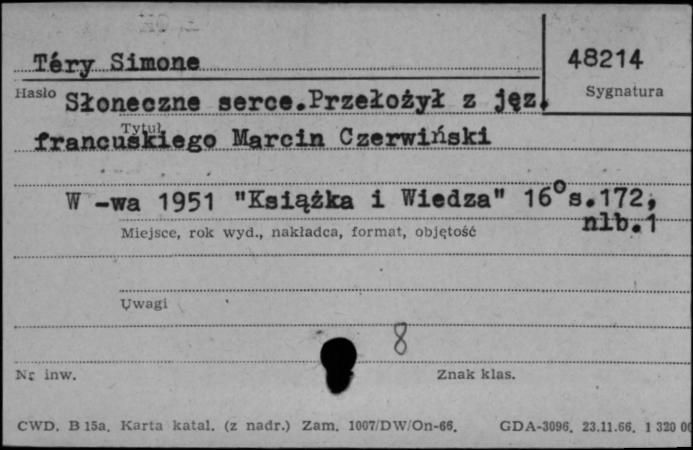 Téry Simone
48214
Hasło
Sygnatura
Słoneczne serce.Przełożył z jęz.
Tytuł
francuskiego Marcin Czerwiński
W -wa 1951 "Książka i Wiedza" 16° s.172,
nlb.1
Miejsce, rok wyd., nakładca, format, objętość
Uwagi
8
Nr inw.
Znak klas.
CWD. B 15a. Karta katal. (z nadr.) Zam. 1007/DW/On-66. GDA-3096. 23.11.66. 1 320 00